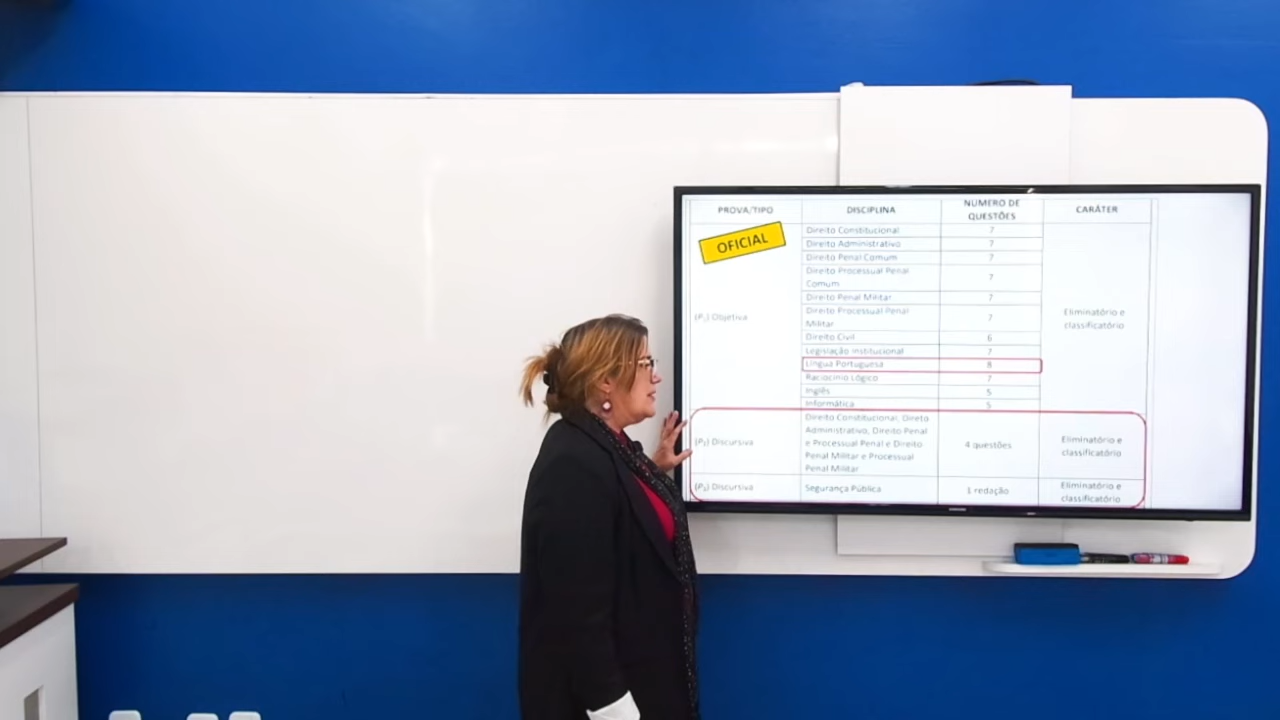 PROVA/TIPO DISCIPLINA NÚMERO DE QUESTÕES CARÁTER
OFICIAL
Direito Constitucional 7
Direito Administrativo 7
Direito Penal Comum 7
Direito Processual Penal
Comum 7
Direito Penal Militar 7
Direito Processual Penal
Militar 7
(P₁) Objetiva
Eliminatório e
classificatório
Direito Civil 6
Legislação Institucional 7
Língua Portuguesa 8
Raciocínio Lógico 7
Inglês 5
Informática 5
(P₂) Discursiva
Direito Constitucional, Direto
Administrativo, Direito Penal
e Processual Penal e Direito
Penal Militar e Processual
Penal Militar
4 questões
Eliminatório e
classificatório
Discursiva Segurança Pública 1 redação
Eliminatório e
classificatório